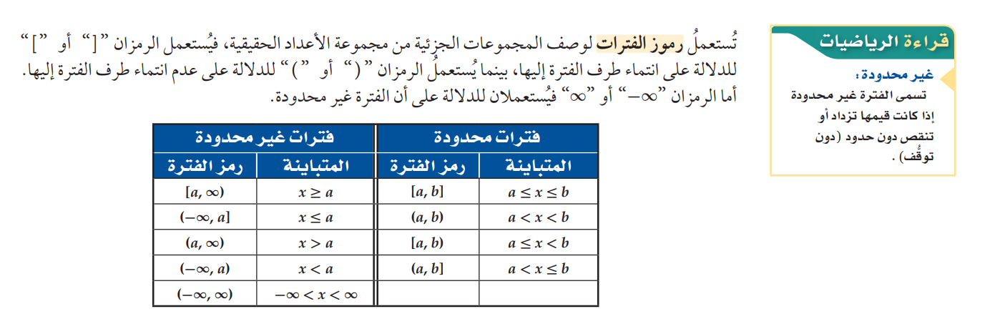 تُستعملُ رموز الفترات لوصف المجموعات الجزئية من مجموعة الأعداد الحقيقية، فيُستعمل الرمزان ”]“ أو ”[“
للدلالة على انتماء طرف الفترة إليها، بينما يُستعملُ الرمزان ”)“ أو ”(“ للدلالة على عدم انتماء طرف الفترة إليها.
أما الرمزان ”∞−“ أو ”∞“ فيُستعملان للدلالة على أن الفترة غير محدودة.
قراءة الرياضيات
غير محدودة :
تسمى الفترة غير محدودة
إذا كانت قيمها تزداد أو
تنقص دون حدود (دون
توقُّف) .
فترات محدودة فترات غير محدودة
المتباينة رمز الفترة المتباينة رمز الفترة
a ≤ x ≤ b [a, b] x ≥ a [a, ∞)
a < x < b (a, b) x ≤ a (−∞, a]
a ≤ x < b [a, b) x > a (a, ∞)
a < x ≤ b (a, b] x < a (−∞, a)
−∞ < x < ∞ (−∞, ∞)